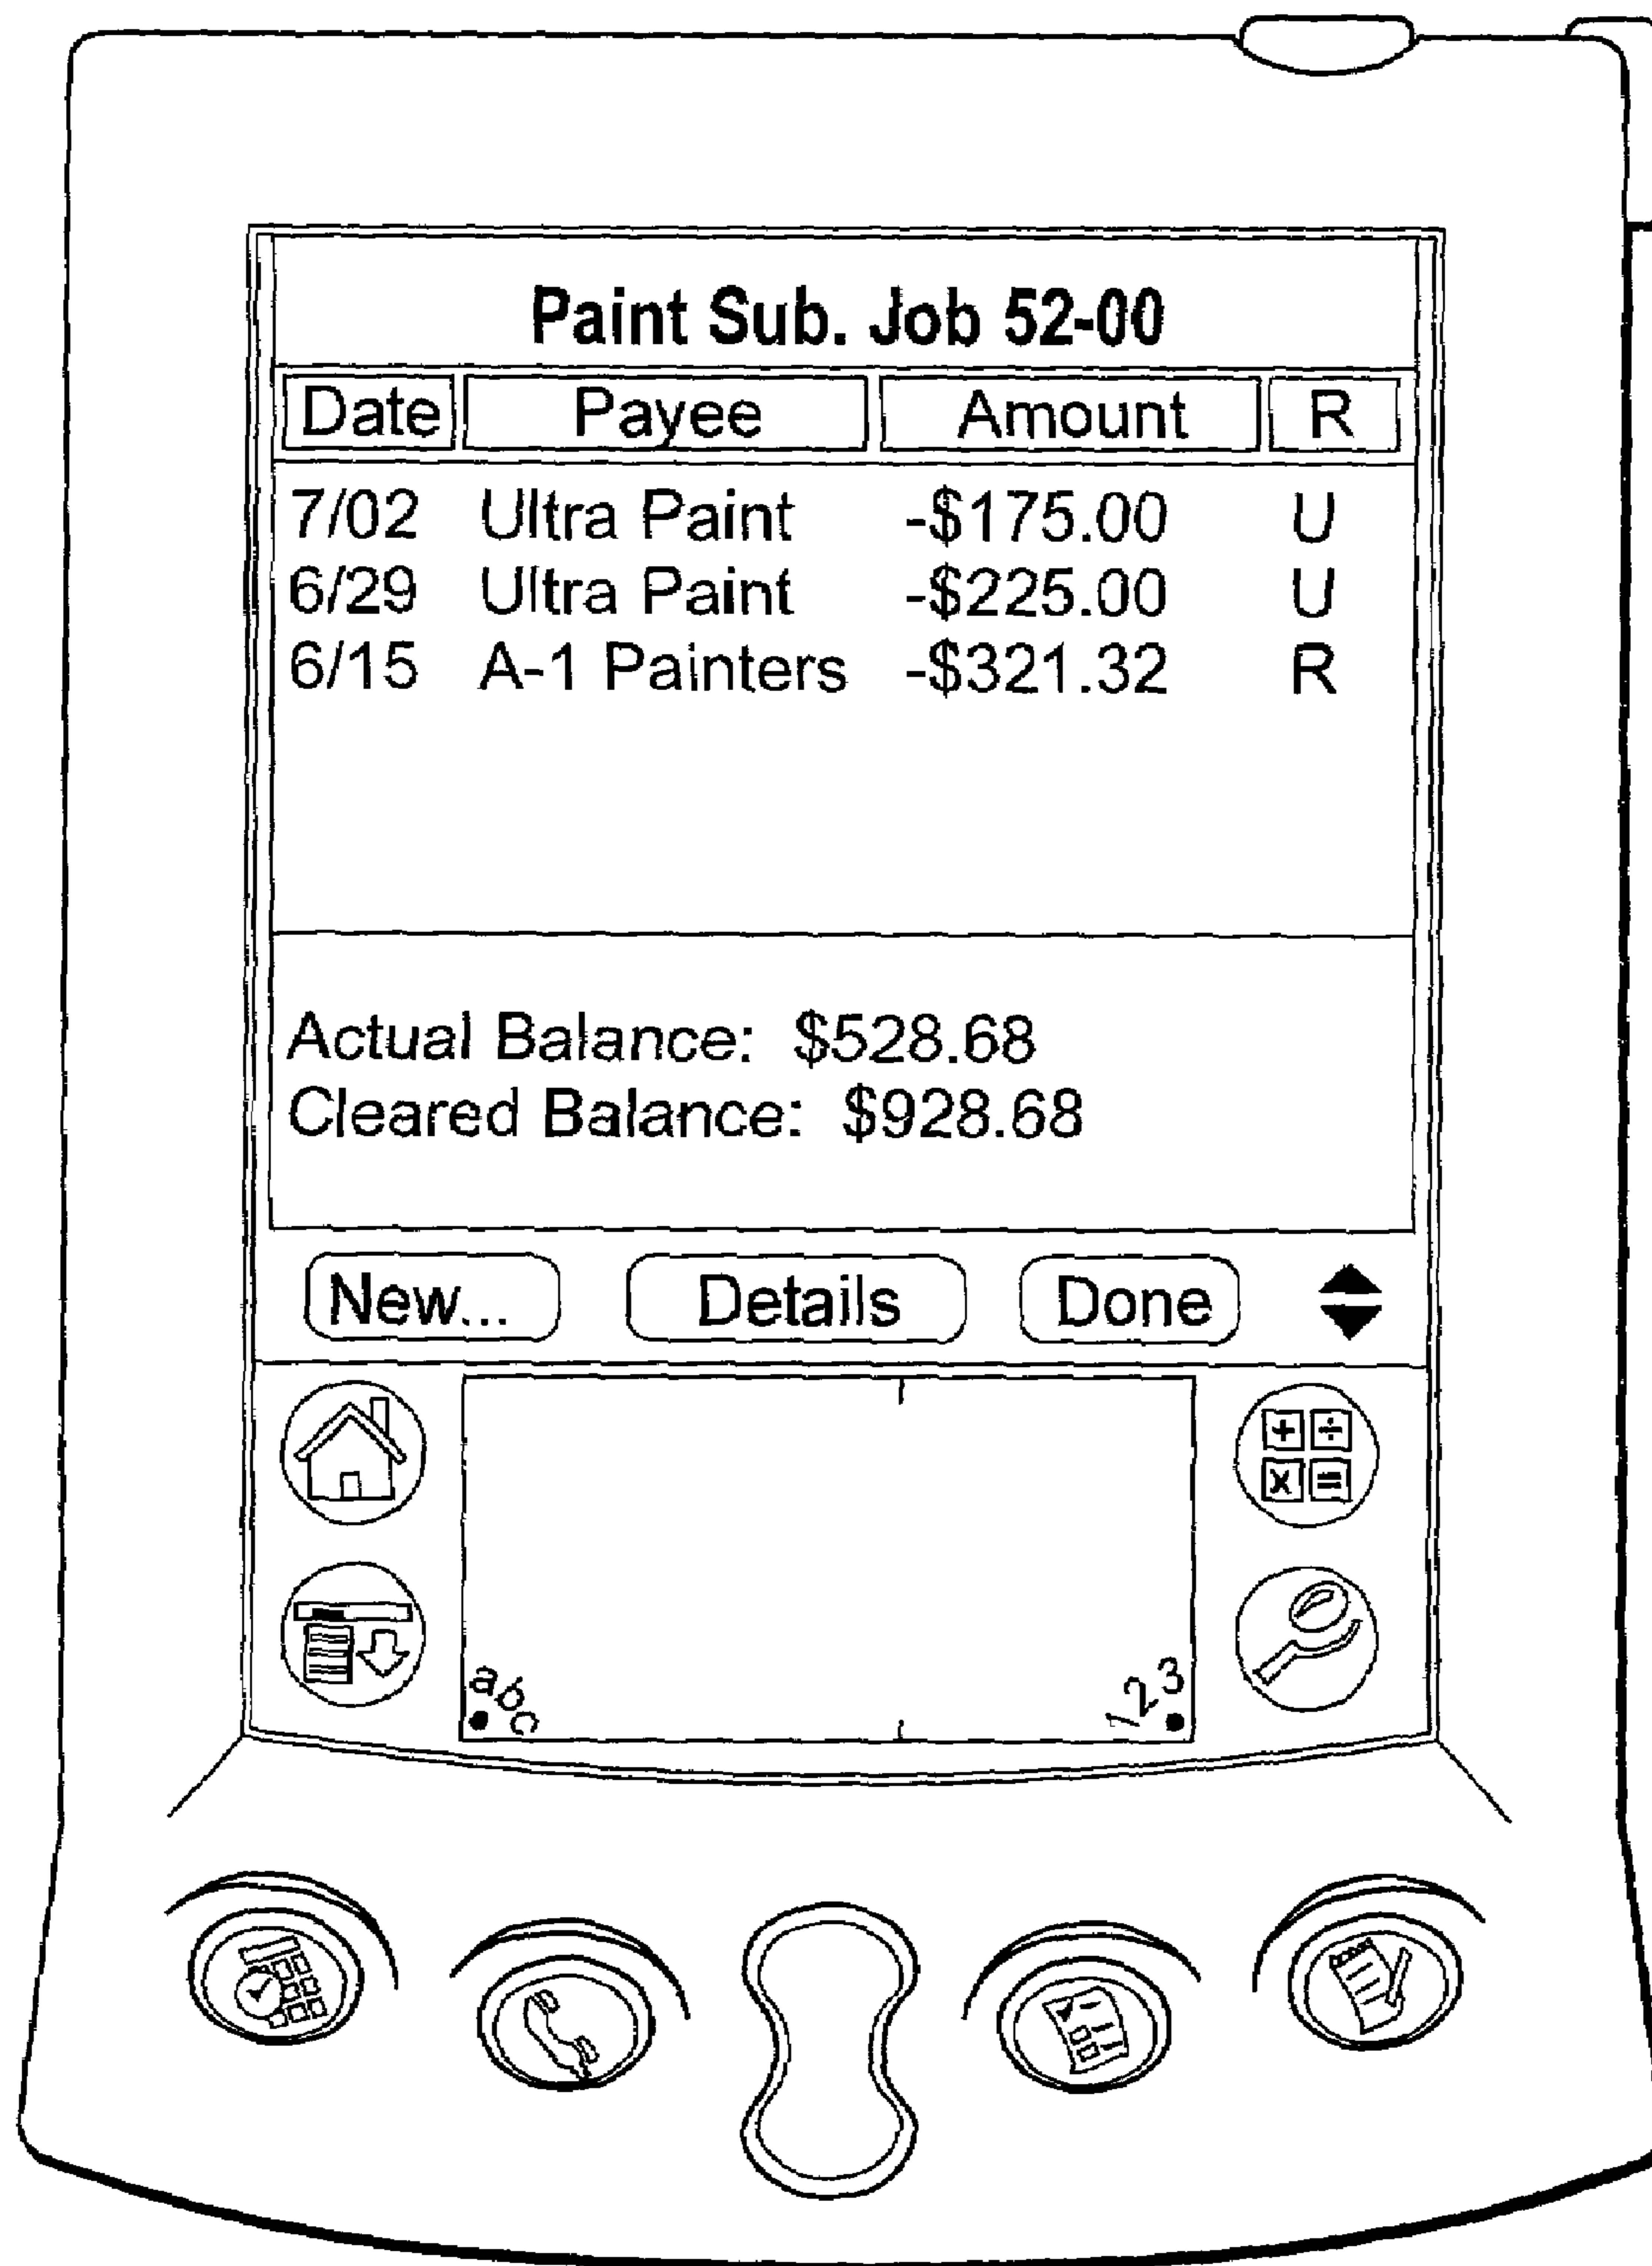 Paint Sub. Job 52-00
Date Payee Amount R
7/02 Ultra Paint -$175.00 U
6/29 Ultra Paint -$225.00 U
6/15 A-1 Painters -$321.32 R
Actual Balance: $528.68
Cleared Balance: $928.68
New... Details Done
+ ÷
x =
abc 123